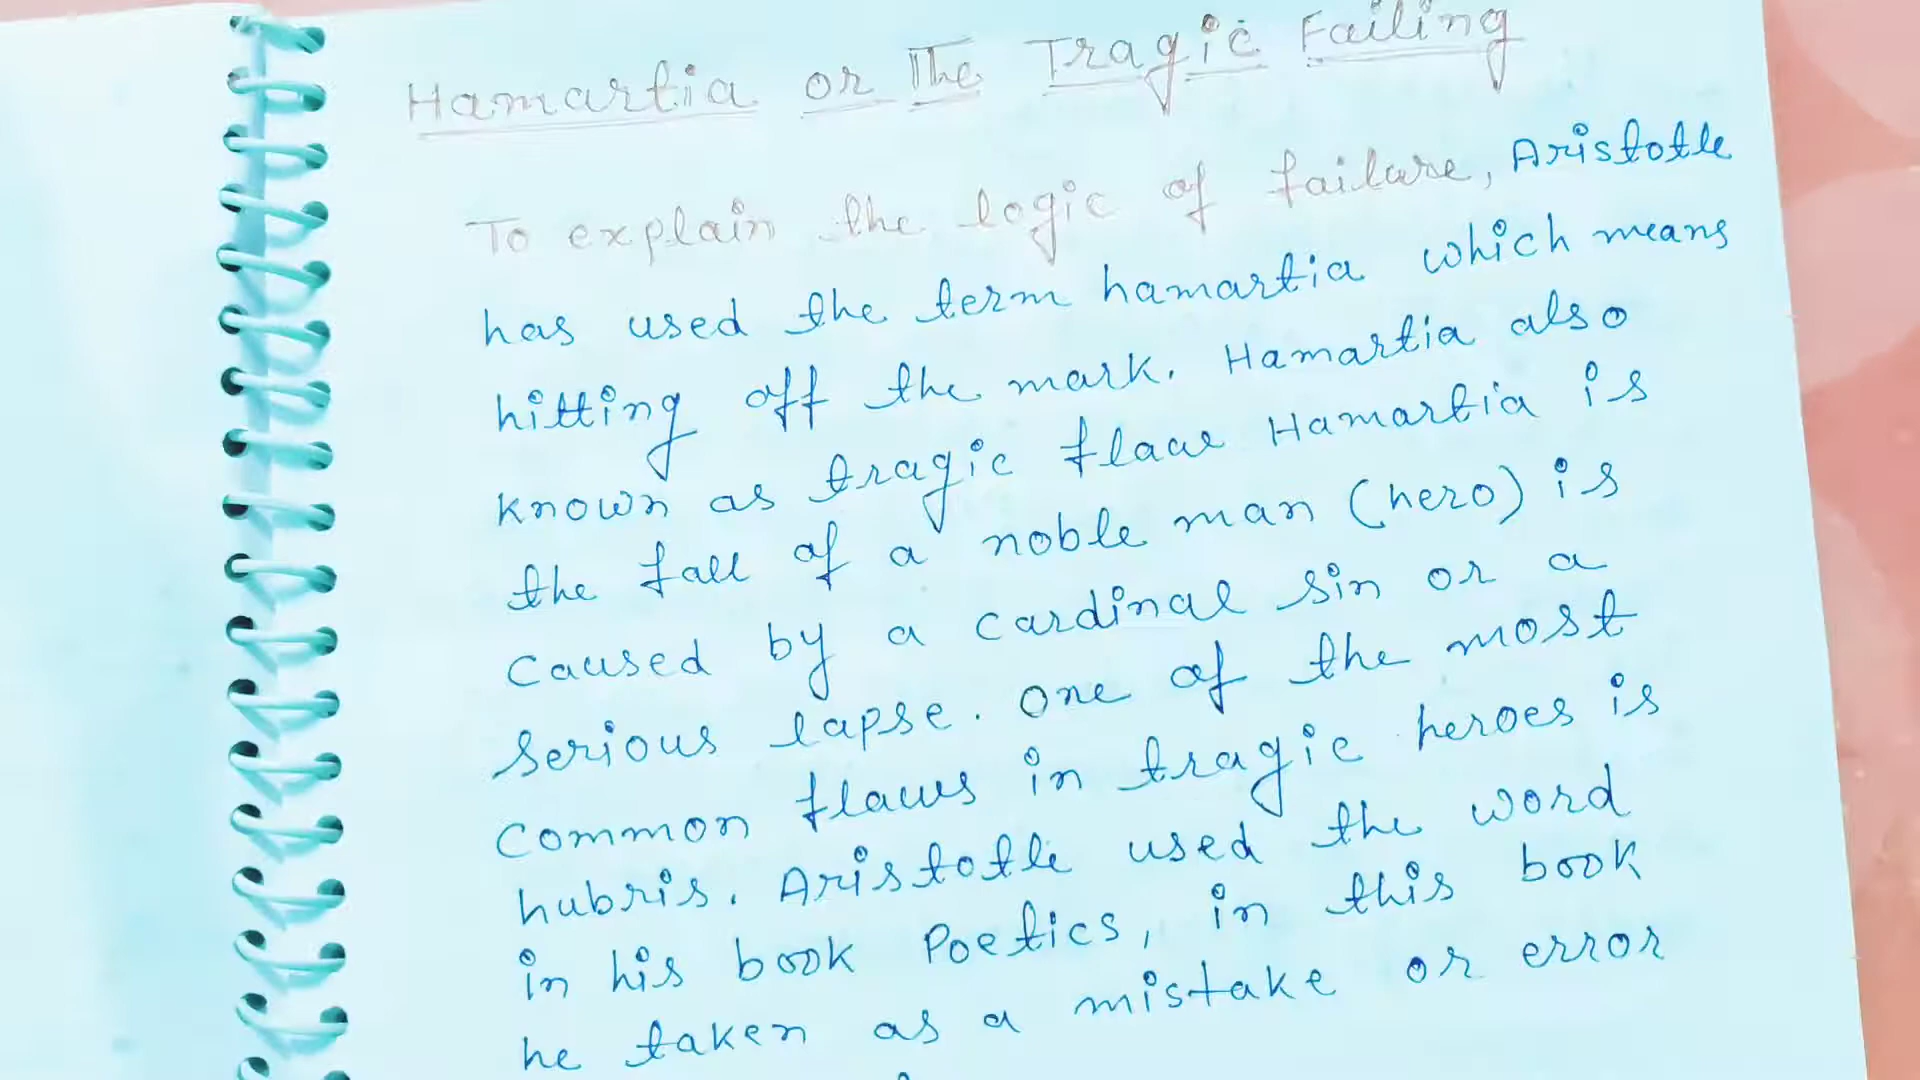 Hamartia or The Tragic Failing
To explain the logic of failure, Aristotle
has used the term hamartia which means
hitting off the mark. Hamartia also
known as tragic flaw Hamartia is
the fall of a noble man (hero) is
caused by a cardinal sin or a
serious lapse. One of the most
common flaws in tragic heroes is
hubris. Aristotle used the word
in his book Poetics, in this book
he taken as a mistake or error